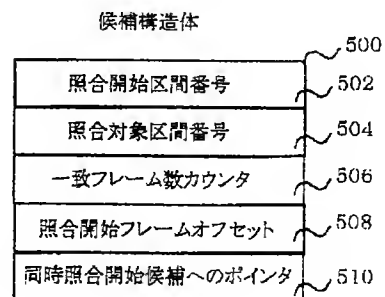 候補構造体
500
照合開始区間番号 502
照合対象区間番号 504
一致フレーム数カウンタ 506
照合開始フレームオフセット 508
同時照合開始候補へのポインタ 510